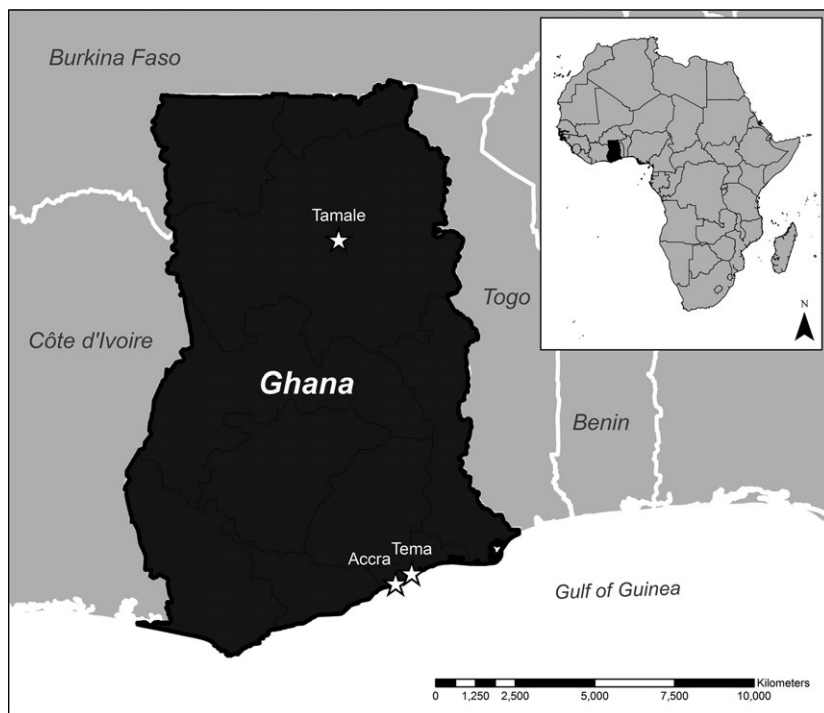 Burkina Faso
Tamale
Togo
Côte d'Ivoire
Ghana
Benin
Accra
Tema
Gulf of Guinea
N
Kilometers
0 1,250 2,500 5,000 7,500 10,000